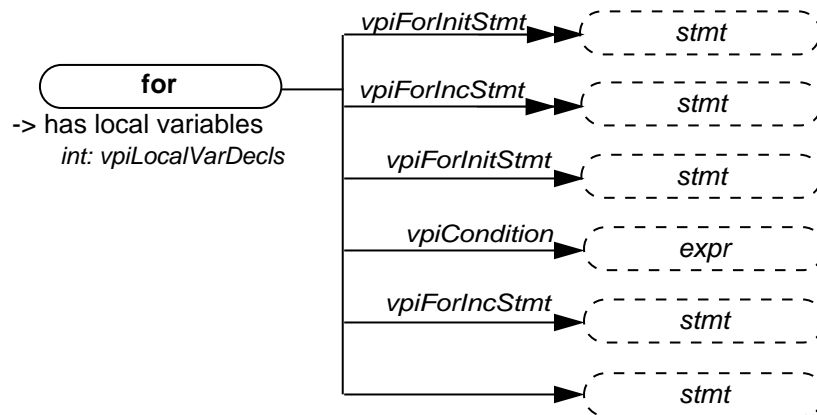 vpiForInitStmt
stmt
for
vpiForIncStmt
stmt
-> has local variables
int: vpiLocalVarDecls
vpiForInitStmt
stmt
vpiCondition
expr
vpiForIncStmt
stmt
stmt